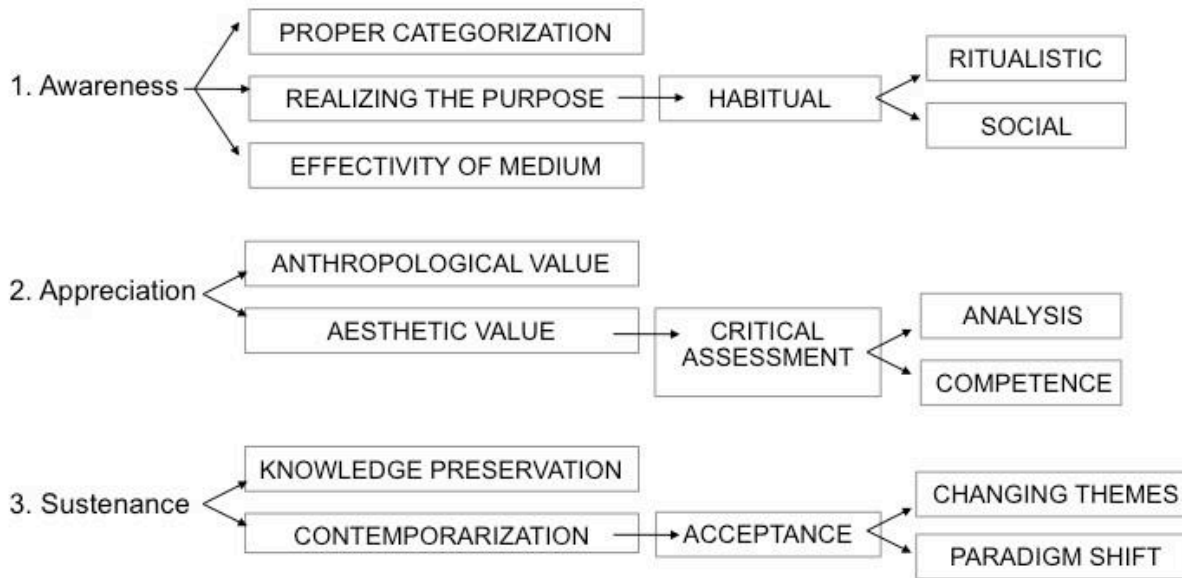 PROPER CATEGORIZATION
1. Awareness
REALIZING THE PURPOSE
HABITUAL
RITUALISTIC
SOCIAL
EFFECTIVITY OF MEDIUM
2. Appreciation
ANTHROPOLOGICAL VALUE
AESTHETIC VALUE
CRITICAL
ASSESSMENT
ANALYSIS
COMPETENCE
3. Sustenance
KNOWLEDGE PRESERVATION
CONTEMPORARIZATION
ACCEPTANCE
CHANGING THEMES
PARADIGM SHIFT